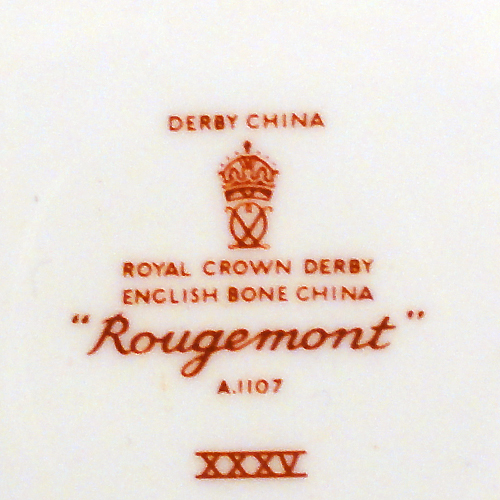 DERBY CHINA
ROYAL CROWN DERBY
ENGLISH BONE CHINA
"Rougemont"
A.1107
XXXV